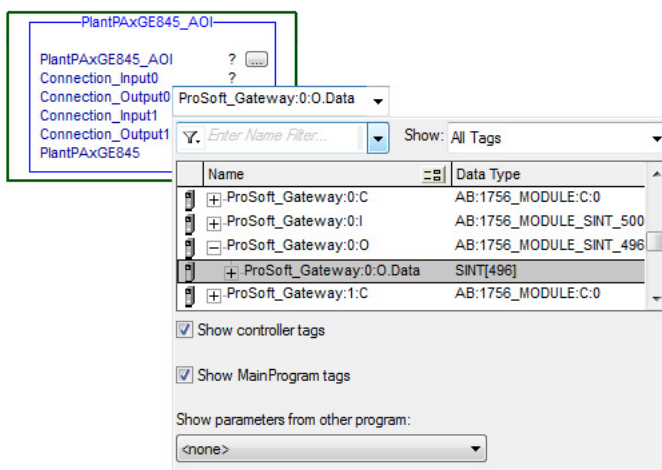 PlantPAxGE845_AOI
PlantPAxGE845_AOI ? ...
Connection_Input0 ?
Connection_Output0
Connection_Input1
Connection_Output1
PlantPAxGE845
ProSoft_Gateway:0:O.Data
Enter Name Filter... Show: All Tags
Name Data Type
ProSoft_Gateway:0:C AB:1756_MODULE:C:0
ProSoft_Gateway:0:I AB:1756_MODULE_SINT_500
ProSoft_Gateway:0:O AB:1756_MODULE_SINT_496
ProSoft_Gateway:0:O.Data SINT[496]
ProSoft_Gateway:1:C AB:1756_MODULE:C:0
Show controller tags
Show MainProgram tags
Show parameters from other program:
<none>